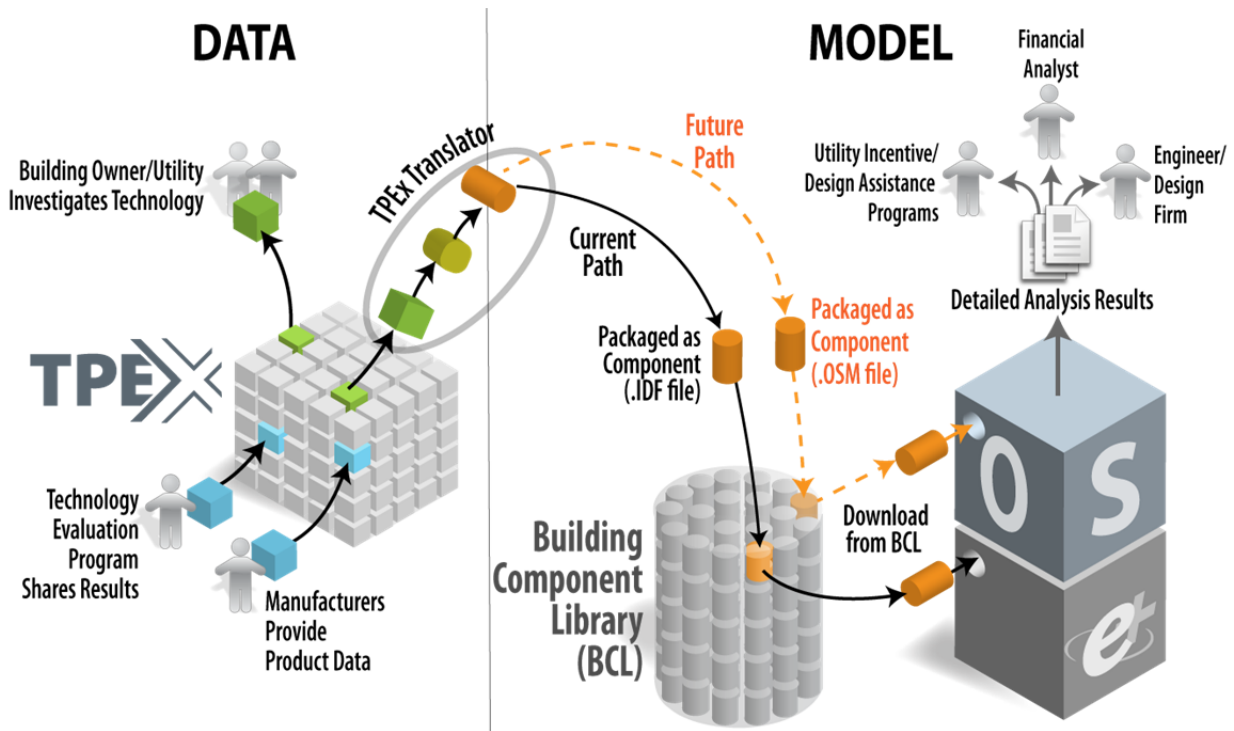 DATA
MODEL
Building Owner/Utility
Investigates Technology
TPEx Translator
TPEX
Technology
Evaluation
Program
Shares Results
Manufacturers
Provide
Product Data
Future
Path
Current
Path
Packaged as
Component
(.IDF file)
Packaged as
Component
(.OSM file)
Building
Component
Library
(BCL)
Download
from BCL
Financial
Analyst
Utility Incentive/
Design Assistance
Programs
Engineer/
Design
Firm
Detailed Analysis Results
OS
e+